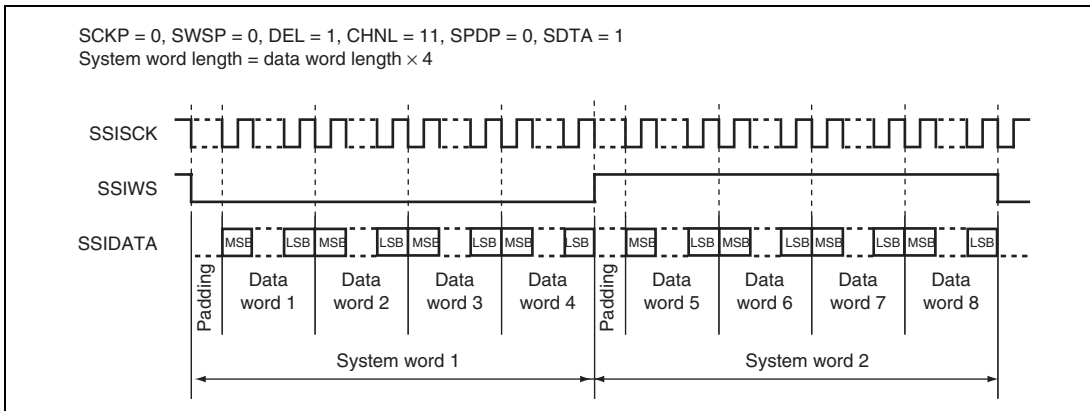 SCKP = 0, SWSP = 0, DEL = 1, CHNL = 11, SPDP = 0, SDTA = 1
System word length = data word length × 4
SSISCK
SSIWS
SSIDATA
MSB LSB MSB LSB MSB LSB MSB LSB MSB LSB MSB LSB MSB LSB MSB LSB
Padding Data word 1 Data word 2 Data word 3 Data word 4 Padding Data word 5 Data word 6 Data word 7 Data word 8
System word 1 System word 2